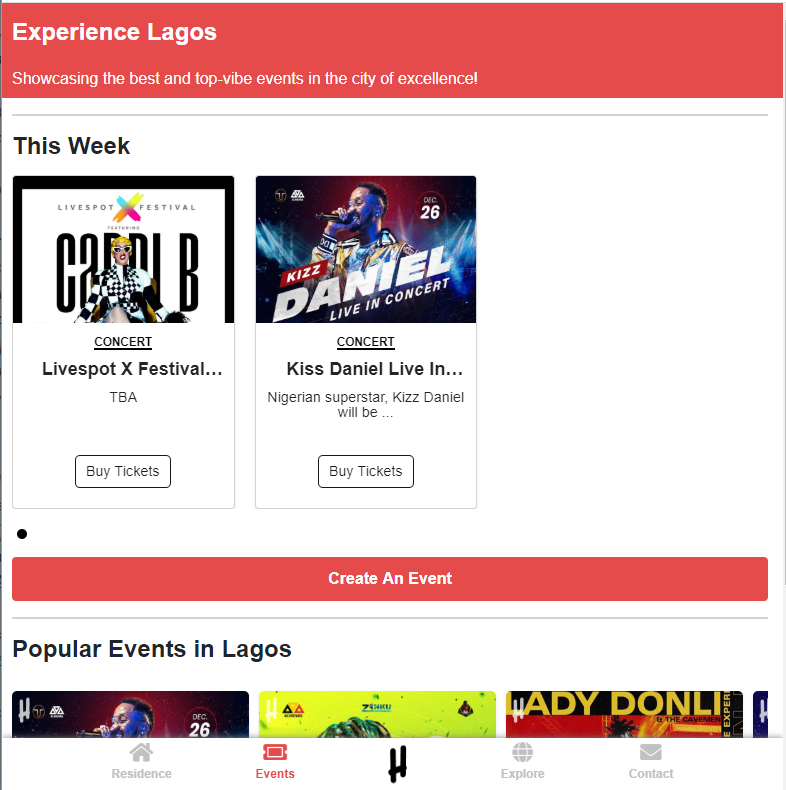 Experience Lagos
Showcasing the best and top-vibe events in the city of excellence!
This Week
LIVESPOT X FESTIVAL
FEATURING
CARDI B
CONCERT
Livespot X Festival...
TBA
Buy Tickets
DEC.
26
KIZZ
DANIEL
LIVE IN CONCERT
CONCERT
Kiss Daniel Live In...
Nigerian superstar, Kizz Daniel
will be ...
Buy Tickets
Create An Event
Popular Events in Lagos
DEC.
26
LADY DONLI
& THE CAVEMEN
Residence
Events
Explore
Contact